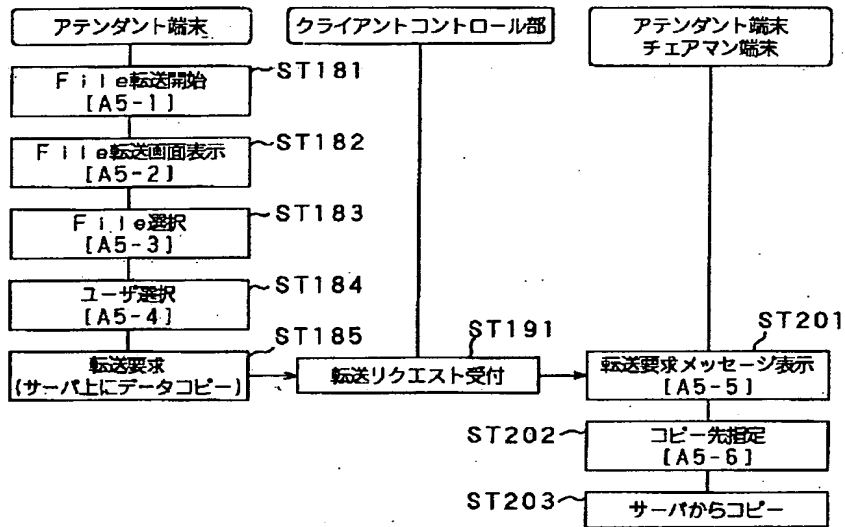 アテンダント端末
クライアントコントロール部
アテンダント端末
チェアマン端末
File転送開始
[A5-1]
ST181
File転送画面表示
[A5-2]
ST182
File選択
[A5-3]
ST183
ユーザ選択
[A5-4]
ST184
転送要求
(サーバ上にデータコピー)
ST185
転送リクエスト受付
ST191
転送要求メッセージ表示
[A5-5]
ST201
コピー先指定
[A5-6]
ST202
サーバからコピー
ST203